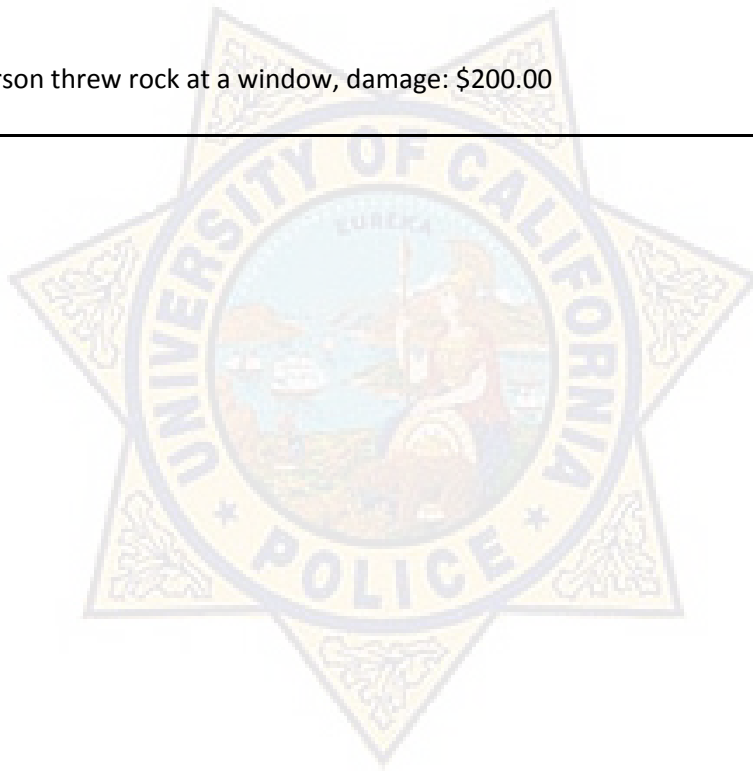 rson threw rock at a window, damage: $200.00
UNIVERSITY OF CALIFORNIA
EUREKA
POLICE